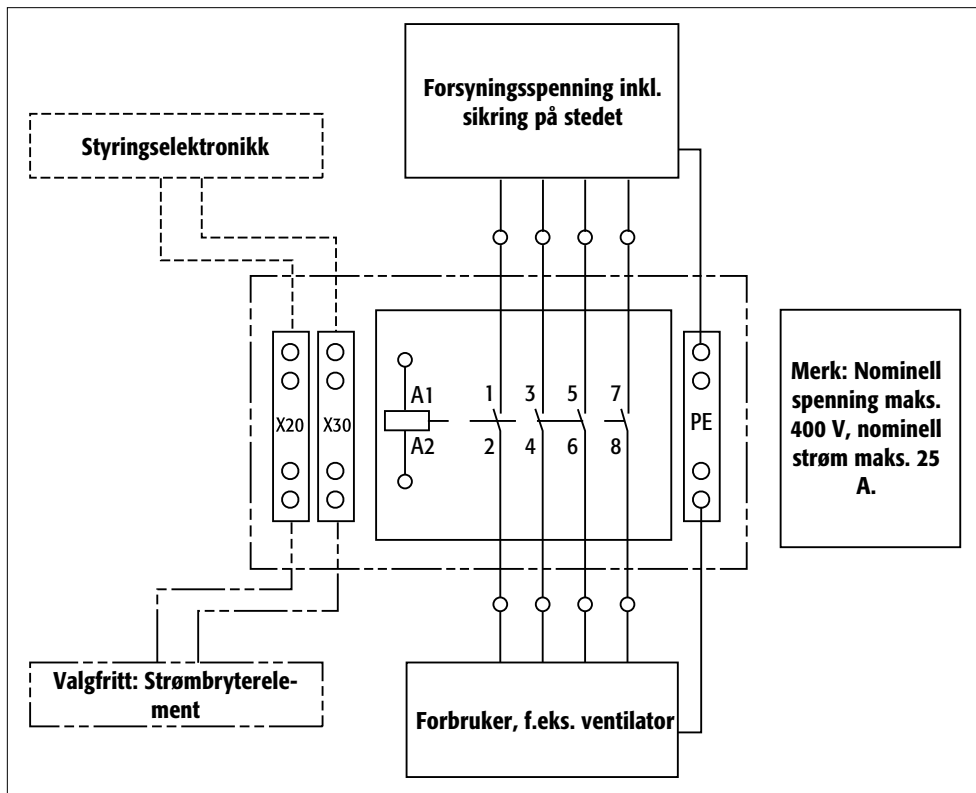 Forsyningsspenning inkl.
sikring på stedet
Styringselektronikk
X20
X30
A1
A2
1
3
5
7
2
4
6
8
PE
Merk: Nominell
spenning maks.
400 V, nominell
strøm maks. 25
A.
Valgfritt: Strømbryterele-
ment
Forbruker, f.eks. ventilator